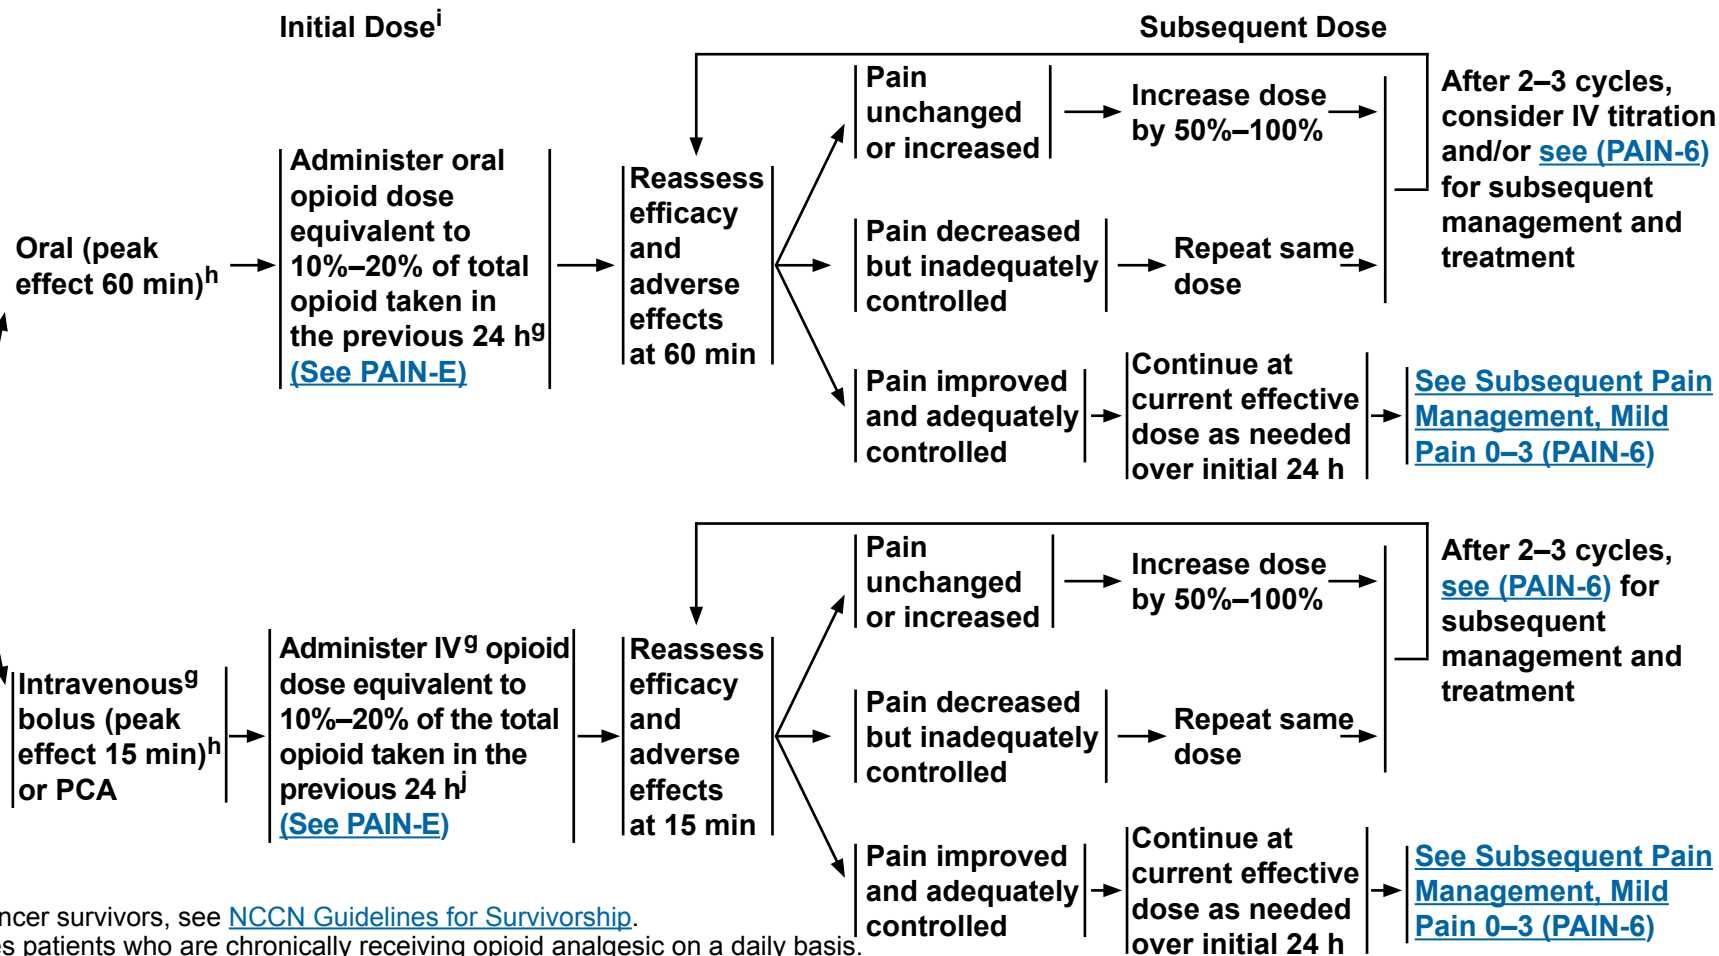 Initial Doseⁱ
Subsequent Dose
Oral (peak
effect 60 min)ʰ
Administer oral
opioid dose
equivalent to
10%–20% of total
opioid taken in
the previous 24 hᵍ
(See PAIN-E)
Reassess
efficacy
and
adverse
effects
at 60 min
Pain
unchanged
or increased
Increase dose
by 50%–100%
Pain decreased
but inadequately
controlled
Repeat same
dose
After 2–3 cycles,
consider IV titration
and/or see (PAIN-6)
for subsequent
management and
treatment
Pain improved
and adequately
controlled
Continue at
current effective
dose as needed
over initial 24 h
See Subsequent Pain
Management, Mild
Pain 0–3 (PAIN-6)
Intravenousᵍ
bolus (peak
effect 15 min)ʰ
or PCA
Administer IVᵍ opioid
dose equivalent to
10%–20% of the total
opioid taken in the
previous 24 hʲ
(See PAIN-E)
Reassess
efficacy
and
adverse
effects
at 15 min
Pain
unchanged
or increased
Increase dose
by 50%–100%
Pain decreased
but inadequately
controlled
Repeat same
dose
After 2–3 cycles,
see (PAIN-6) for
subsequent
management and
treatment
Pain improved
and adequately
controlled
Continue at
current effective
dose as needed
over initial 24 h
See Subsequent Pain
Management, Mild
Pain 0–3 (PAIN-6)
ncer survivors, see NCCN Guidelines for Survivorship.
es patients who are chronically receiving opioid analgesic on a daily basis.